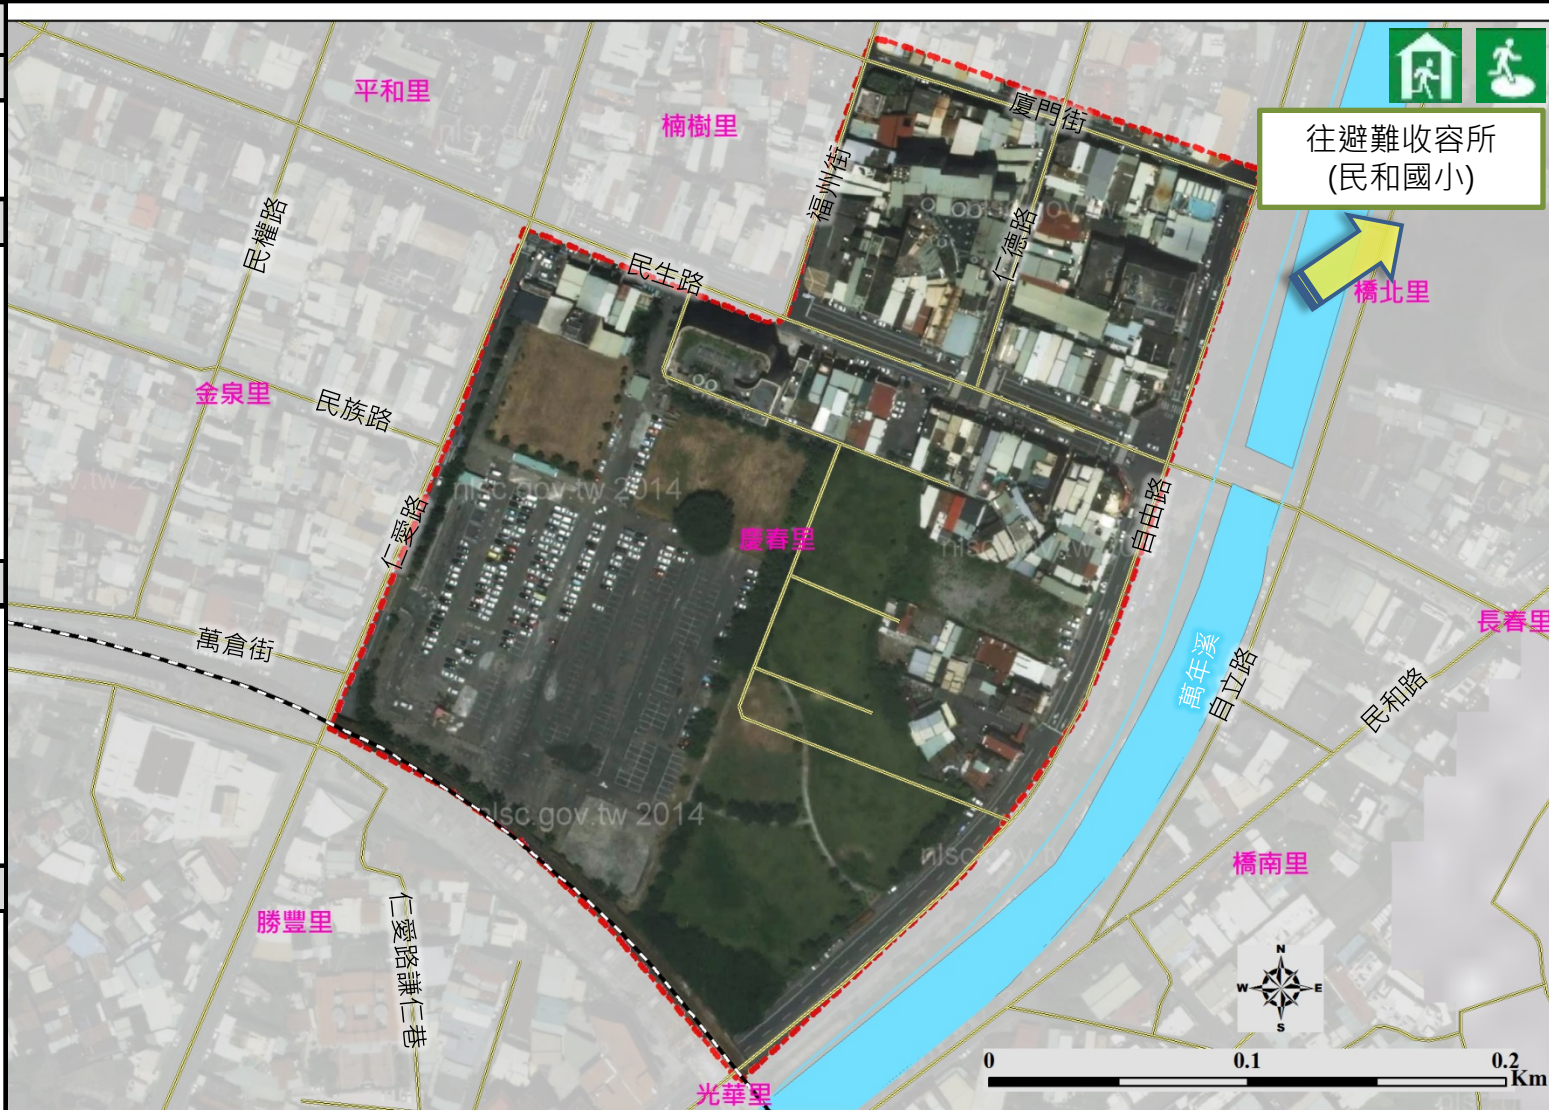 平和里
楠樹里
廈門街
往避難收容所
(民和國小)
福州街
民權路
仁德路
民生路
橋北里
金泉里
民族路
nlsc.gov.tw 2014
仁愛路
慶春里
自由路
長春里
萬倉街
萬年溪
自立路
民和路
nlsc.gov.tw 2014
橋南里
勝豐里
仁愛路謙仁巷
N
W E
S
0 0.1 0.2
Km
光華里